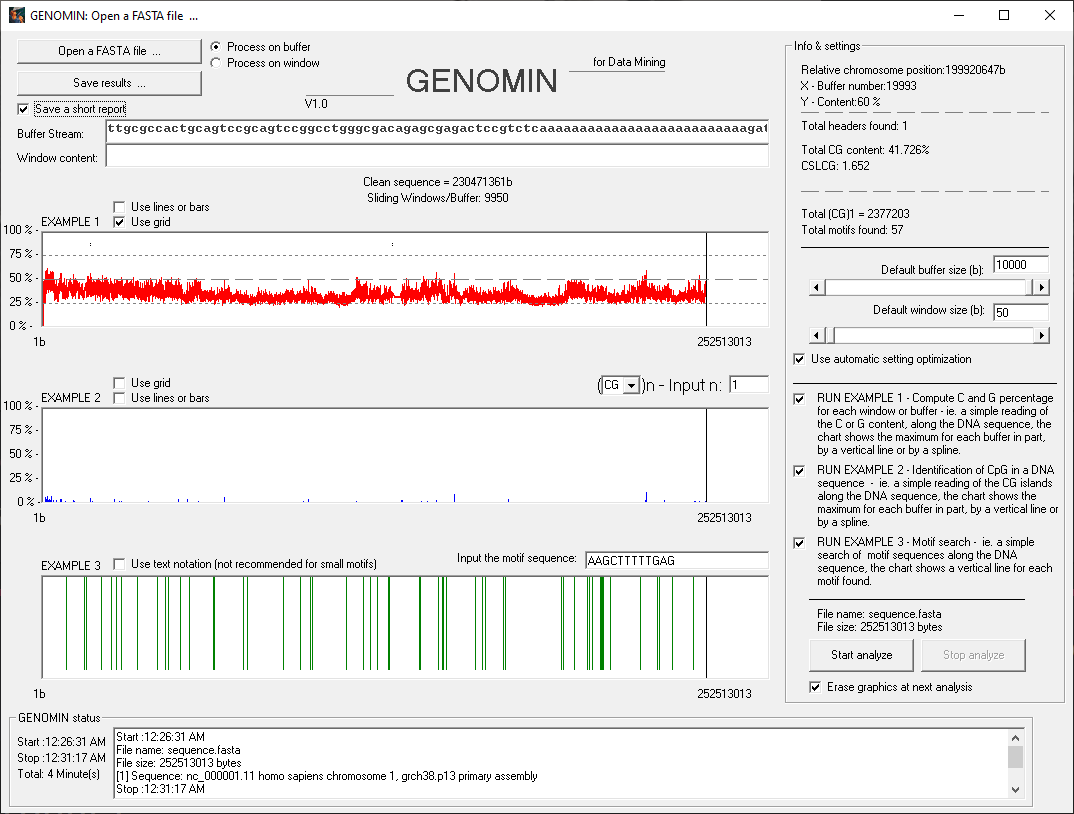 GENOMIN: Open a FASTA file ...
Open a FASTA file ...
Process on buffer
Process on window
Save results ...
Save a short report
V1.0
GENOMIN
for Data Mining
Buffer Stream:
ttgcgccactgcagtccgcagtccggcctgggcgacagagcgagactccgtctcaaaaaaaaaaaaaaaaaaaaaaaaaaagat
Window content:
Clean sequence = 230471361b
Sliding Windows/Buffer: 9950
Use lines or bars
EXAMPLE 1
Use grid
100 % -
75 % -
50 % -
25 % -
0 % -
1b
252513013
Use grid
EXAMPLE 2
Use lines or bars
(CG)n - Input n: 1
100 % -
75 % -
50 % -
25 % -
0 % -
1b
252513013
EXAMPLE 3
Use text notation (not recommended for small motifs)
Input the motif sequence: AAGCTTTTTGAG
1b
252513013
Info & settings
Relative chromosome position:199920647b
X - Buffer number:19993
Y - Content:60 %
Total headers found: 1
Total CG content: 41.726%
CSLCG: 1.652
Total (CG)1 = 2377203
Total motifs found: 57
Default buffer size (b): 10000
Default window size (b): 50
Use automatic setting optimization
RUN EXAMPLE 1 - Compute C and G percentage
for each window or buffer - ie. a simple reading of
the C or G content, along the DNA sequence, the
chart shows the maximum for each buffer in part,
by a vertical line or by a spline.
RUN EXAMPLE 2 - Identification of CpG in a DNA
sequence - ie. a simple reading of the CG islands
along the DNA sequence, the chart shows the
maximum for each buffer in part, by a vertical line or
by a spline.
RUN EXAMPLE 3 - Motif search - ie. a simple
search of motif sequences along the DNA
sequence, the chart shows a vertical line for each
motif found.
File name: sequence.fasta
File size: 252513013 bytes
Start analyze
Stop analyze
Erase graphics at next analysis
GENOMIN status
Start :12:26:31 AM
Stop :12:31:17 AM
Total: 4 Minute(s)
Start :12:26:31 AM
File name: sequence.fasta
File size: 252513013 bytes
[1] Sequence: nc_000001.11 homo sapiens chromosome 1, grch38.p13 primary assembly
Stop :12:31:17 AM